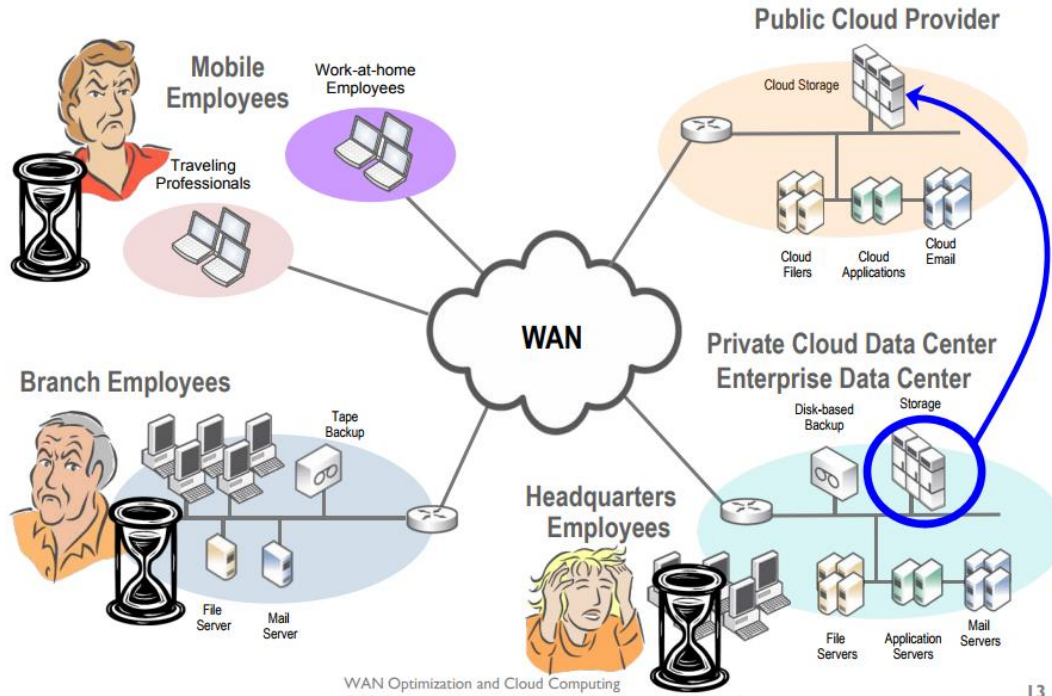 Public Cloud Provider
Mobile
Employees
Work-at-home
Employees
Cloud Storage
Traveling
Professionals
Cloud
Filers
Cloud
Applications
Cloud
Email
WAN
Private Cloud Data Center
Enterprise Data Center
Branch Employees
Tape
Backup
Disk-based
Backup
Storage
Headquarters
Employees
File
Server
Mail
Server
File
Servers
Application
Servers
Mail
Servers
WAN Optimization and Cloud Computing
13